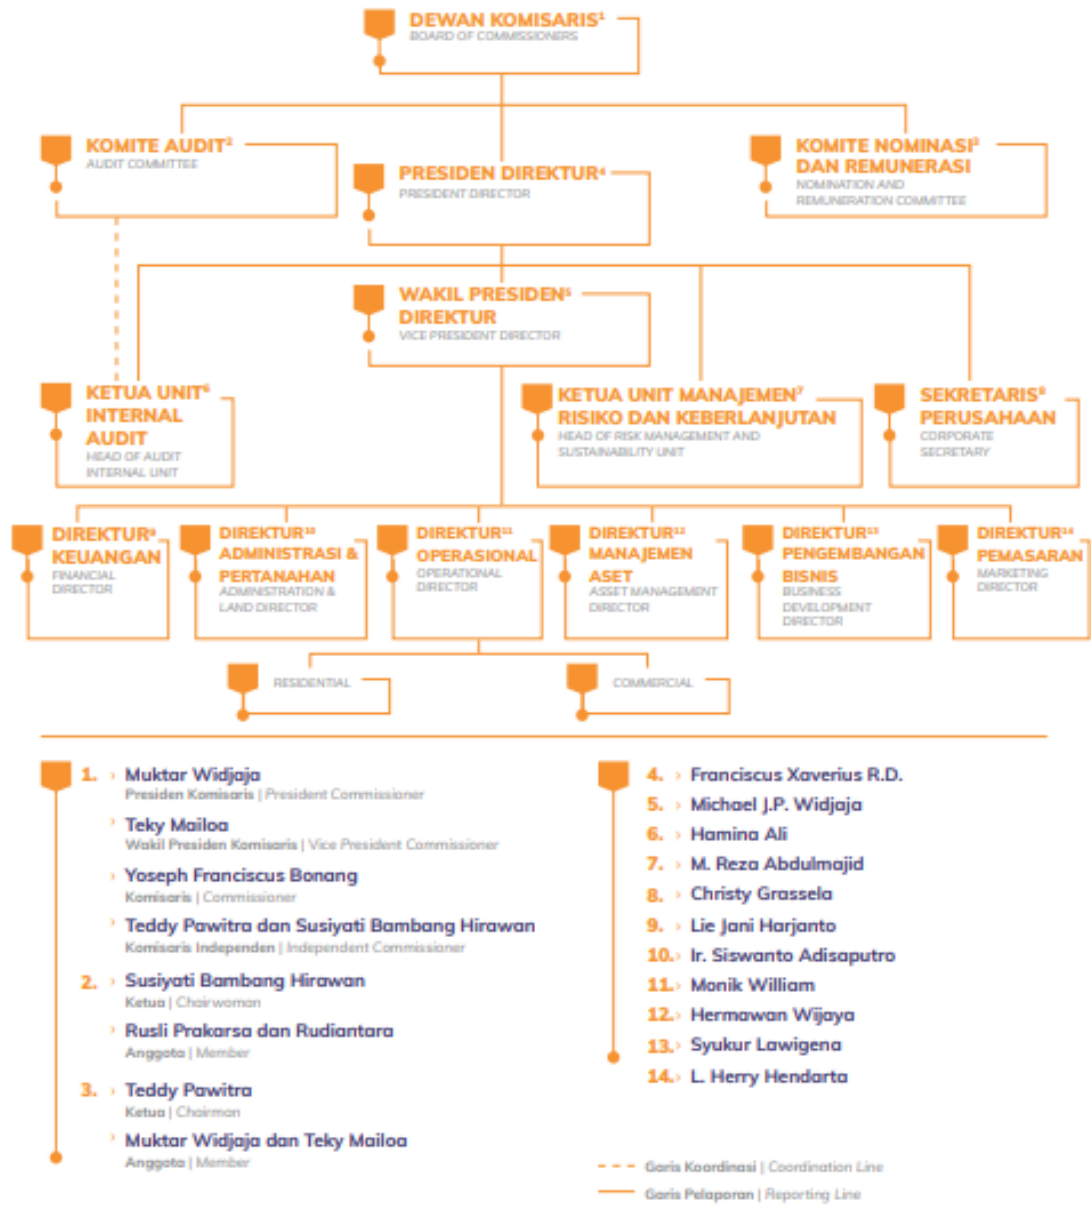 DEWAN KOMISARIS¹
BOARD OF COMMISSIONERS
KOMITE AUDIT²
AUDIT COMMITTEE
PRESIDEN DIREKTUR⁴
PRESIDENT DIRECTOR
KOMITE NOMINASI³
DAN REMUNERASI
NOMINATION AND
REMUNERATION COMMITTEE
WAKIL PRESIDEN⁵
DIREKTUR
VICE PRESIDENT DIRECTOR
KETUA UNIT⁶
INTERNAL
AUDIT
HEAD OF AUDIT
INTERNAL UNIT
KETUA UNIT MANAJEMEN⁷
RISIKO DAN KEBERLANJUTAN
HEAD OF RISK MANAGEMENT AND
SUSTAINABILITY UNIT
SEKRETARIS⁸
PERUSAHAAN
CORPORATE
SECRETARY
DIREKTUR⁹
KEUANGAN
FINANCIAL
DIRECTOR
DIREKTUR¹⁰
ADMINISTRASI &
PERTANAHAN
ADMINISTRATION &
LAND DIRECTOR
DIREKTUR¹¹
OPERASIONAL
OPERATIONAL
DIRECTOR
DIREKTUR¹²
MANAJEMEN
ASET
ASSET MANAGEMENT
DIRECTOR
DIREKTUR¹³
PENGEMBANGAN
BISNIS
BUSINESS
DEVELOPMENT
DIRECTOR
DIREKTUR¹⁴
PEMASARAN
MARKETING
DIRECTOR
RESIDENTIAL
COMMERCIAL
1. › Muktar Widjaja
Presiden Komisaris | President Commissioner
› Teky Mailoa
Wakil Presiden Komisaris | Vice President Commissioner
› Yoseph Franciscus Bonang
Komisaris | Commissioner
› Teddy Pawitra dan Susiyati Bambang Hirawan
Komisaris Independen | Independent Commissioner
2. Susiyati Bambang Hirawan
Ketua | Chairwoman
› Rusli Prakarsa dan Rudiantara
Anggota | Member
3. › Teddy Pawitra
Ketua | Chairman
› Muktar Widjaja dan Teky Mailoa
Anggota | Member
4. › Franciscus Xaverius R.D.
5. › Michael J.P. Widjaja
6. › Hamina Ali
7. › M. Reza Abdulmajid
8. › Christy Grassela
9. › Lie Jani Harjanto
10.› Ir. Siswanto Adisaputro
11.› Monik William
12.› Hermawan Wijaya
13.› Syukur Lawigena
14.› L. Herry Hendarta
Garis Koordinasi | Coordination Line
Garis Pelaporan | Reporting Line